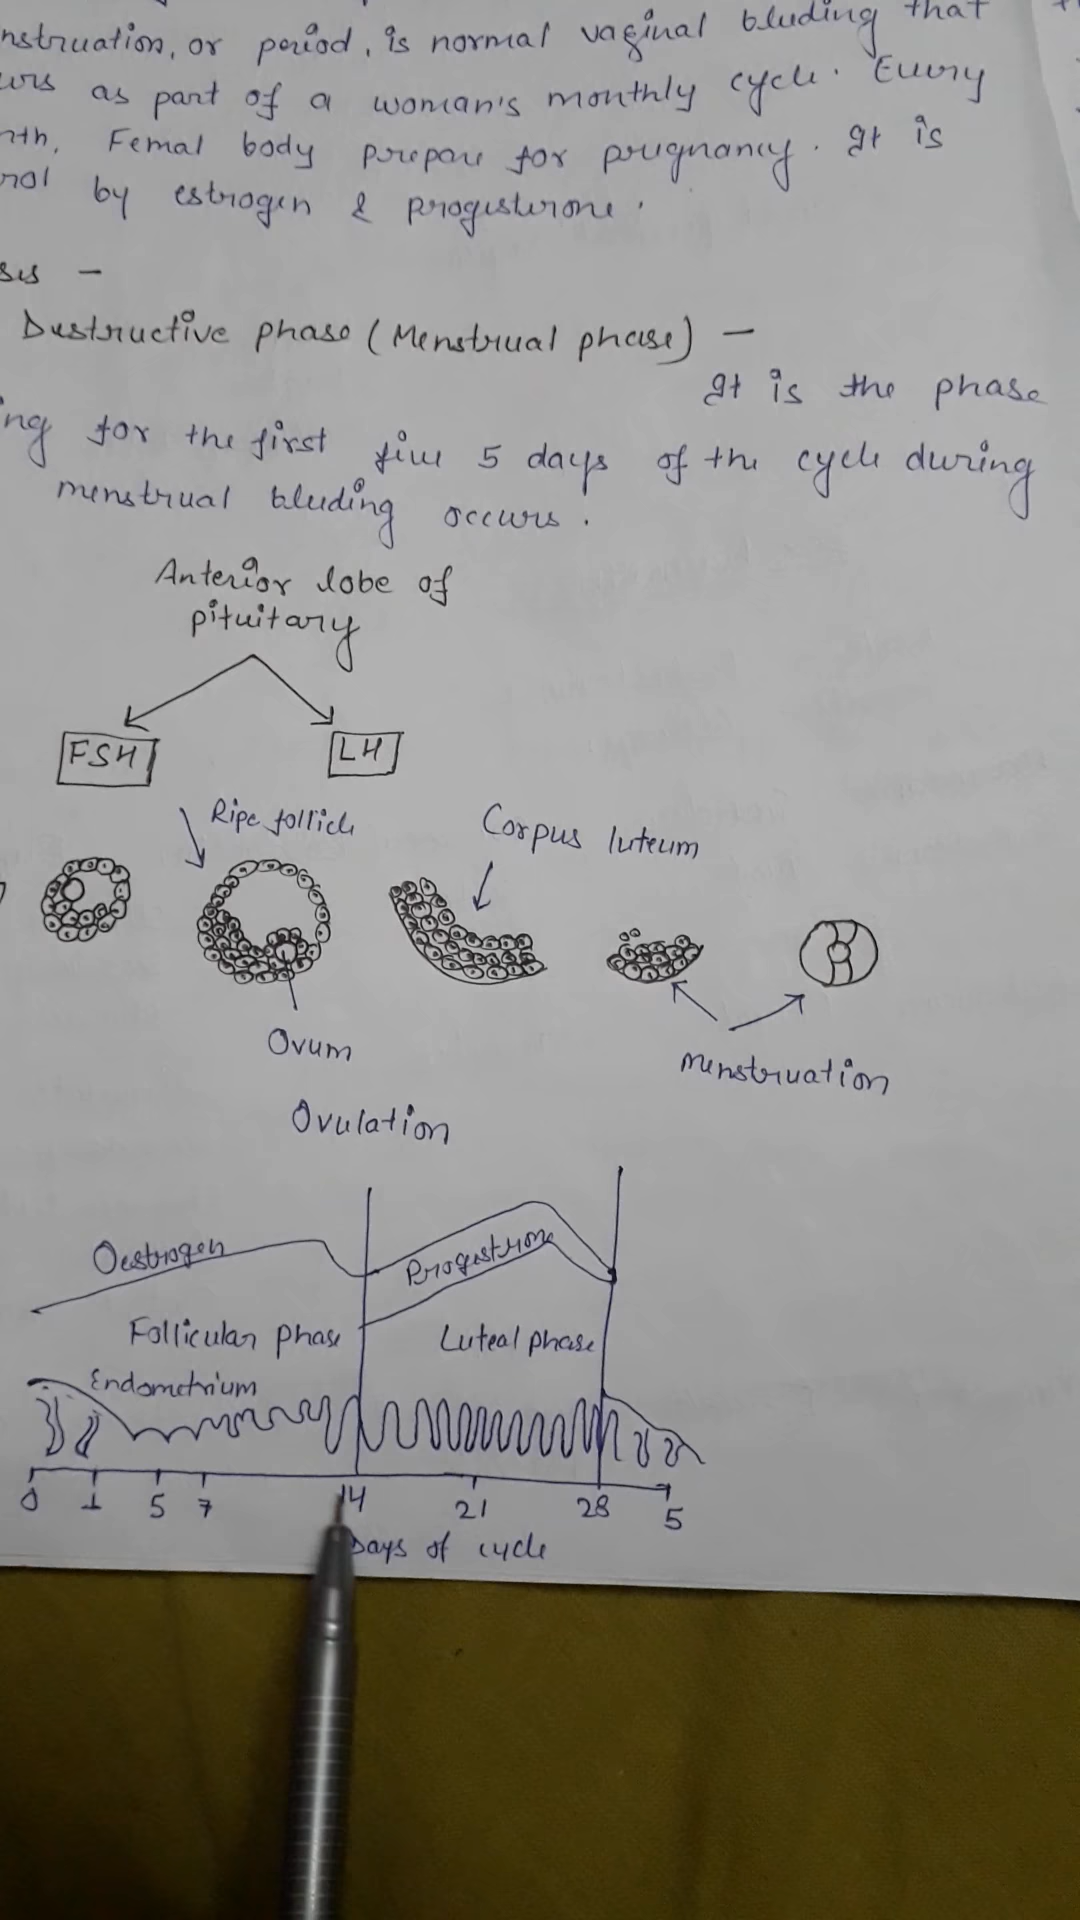 nstruation, or period, is normal vaginal bleeding that
urs as part of a woman's monthly cycle. Every
nth, Femal body prepare for pregnancy. It is
rol by estrogen & progesterone.
ses -
Destructive phase (Menstrual phase) -
It is the phase
ing for the first five 5 days of the cycle during
menstrual bleeding occurs.
Anterior lobe of
pituitary
FSH
LH
Ripe follicle
Corpus luteum
Ovum
menstruation
Ovulation
Oestrogen
Progesterone
Follicular phase
Luteal phase
Endometrium
0 1 5 7 14 21 28 5
Days of cycle